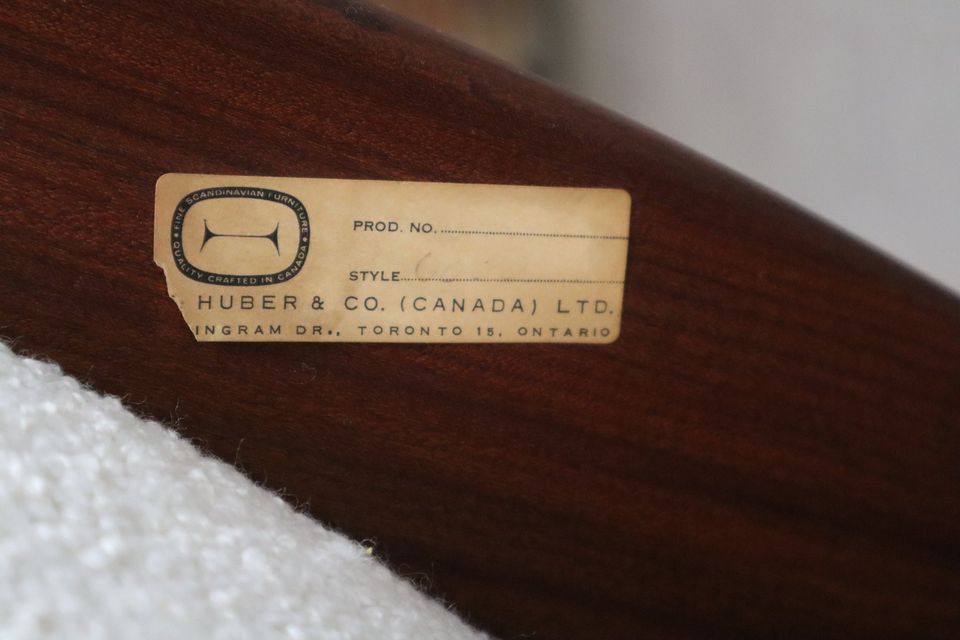 FINE SCANDINAVIAN FURNITURE
QUALITY CRAFTED IN CANADA
PROD. NO.
STYLE
HUBER & CO. (CANADA) LTD.
INGRAM DR., TORONTO 15, ONTARIO